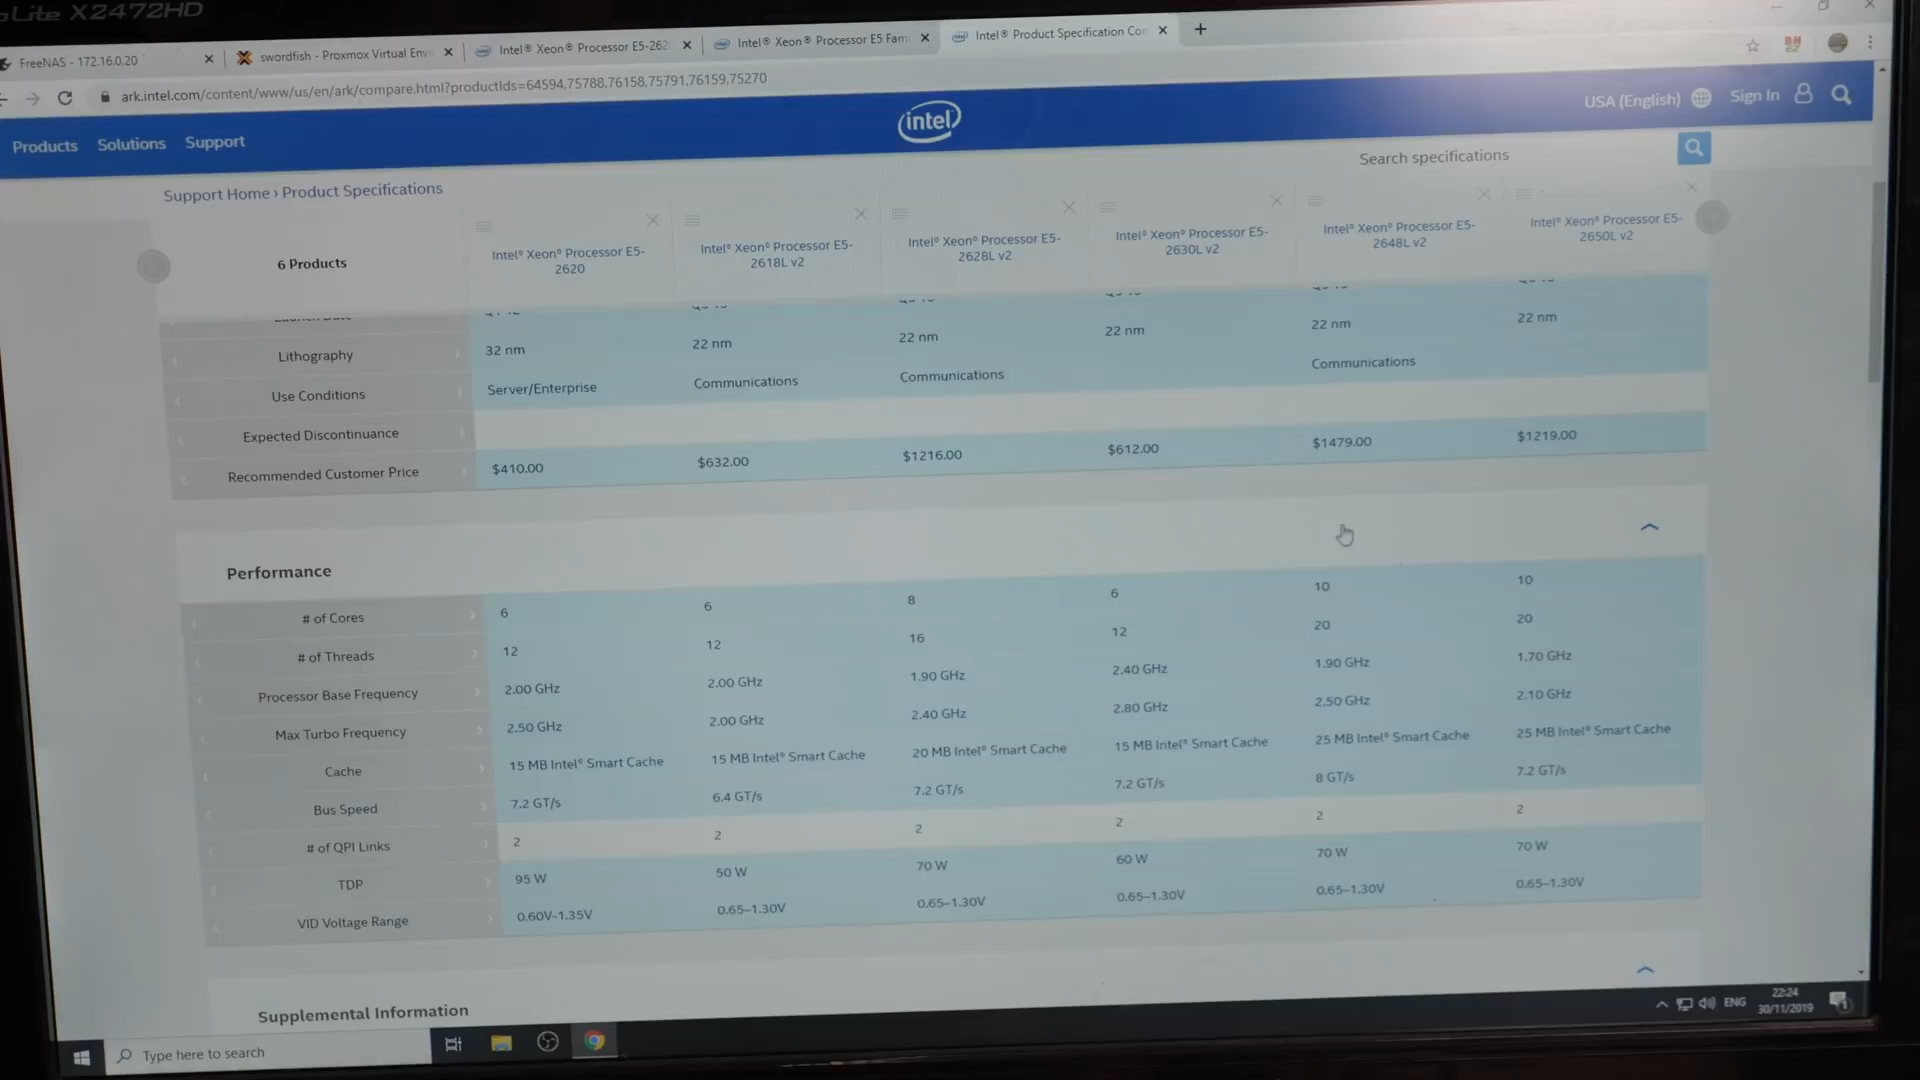 Lite X2472HD
FreeNAS - 172.16.0.20
swordfish - Proxmox Virtual Env
Intel® Xeon® Processor E5-262
Intel® Xeon® Processor E5 Fam
Intel® Product Specification Con
ark.intel.com/content/www/us/en/ark/compare.html?productIds=64594,75788,76158,75791,76159,75270
Products Solutions Support
intel
USA (English) Sign In
Search specifications
Support Home › Product Specifications
6 Products
Intel® Xeon® Processor E5-
2620
Intel® Xeon® Processor E5-
2618L v2
Intel® Xeon® Processor E5-
2628L v2
Intel® Xeon® Processor E5-
2630L v2
Intel® Xeon® Processor E5-
2648L v2
Intel® Xeon® Processor E5-
2650L v2
Lithography 32 nm 22 nm 22 nm 22 nm 22 nm 22 nm
Use Conditions Server/Enterprise Communications Communications Communications
Expected Discontinuance
Recommended Customer Price $410.00 $632.00 $1216.00 $612.00 $1479.00 $1219.00
Performance
# of Cores 6 6 8 6 10 10
# of Threads 12 12 16 12 20 20
Processor Base Frequency 2.00 GHz 2.00 GHz 1.90 GHz 2.40 GHz 1.90 GHz 1.70 GHz
Max Turbo Frequency 2.50 GHz 2.00 GHz 2.40 GHz 2.80 GHz 2.50 GHz 2.10 GHz
Cache 15 MB Intel® Smart Cache 15 MB Intel® Smart Cache 20 MB Intel® Smart Cache 15 MB Intel® Smart Cache 25 MB Intel® Smart Cache 25 MB Intel® Smart Cache
Bus Speed 7.2 GT/s 6.4 GT/s 7.2 GT/s 7.2 GT/s 8 GT/s 7.2 GT/s
# of QPI Links 2 2 2 2 2 2
TDP 95 W 50 W 70 W 60 W 70 W 70 W
VID Voltage Range 0.60V-1.35V 0.65–1.30V 0.65–1.30V 0.65–1.30V 0.65–1.30V 0.65–1.30V
Supplemental Information
Type here to search
ENG
22:24
30/11/2019